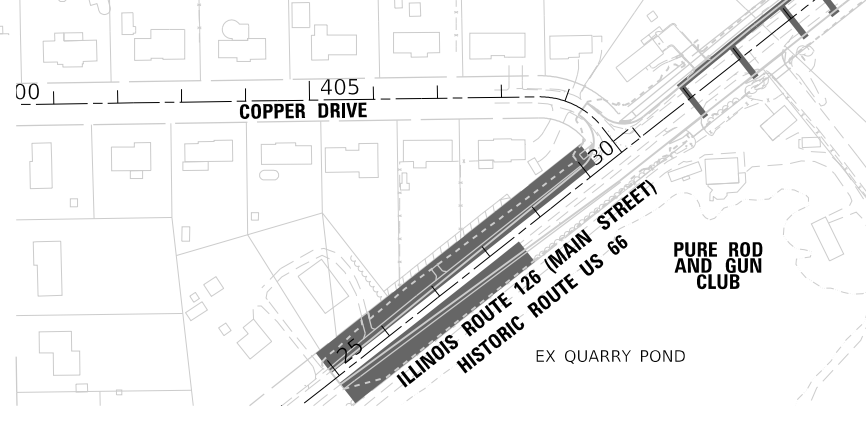 00
405
COPPER DRIVE
30
25
ILLINOIS ROUTE 126 (MAIN STREET)
HISTORIC ROUTE US 66
PURE ROD
AND GUN
CLUB
EX QUARRY POND